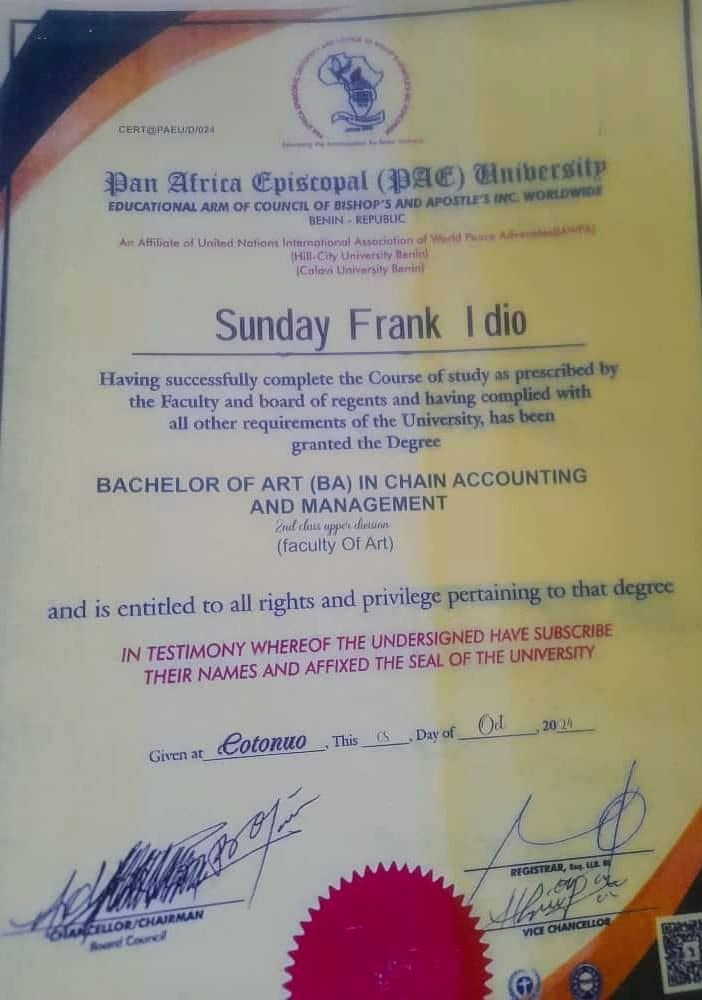 CERT@PAEU/D/024
Pan Africa Episcopal (PAE) University
EDUCATIONAL ARM OF COUNCIL OF BISHOP'S AND APOSTLE'S INC. WORLDWIDE
BENIN - REPUBLIC
An Affiliate of United Nations International Association of World Peace Advocates(IAWPA)
(Hill-City University Benin)
(Calavi University Benin)
Sunday Frank Idio
Having successfully complete the Course of study as prescribed by
the Faculty and board of regents and having complied with
all other requirements of the University, has been
granted the Degree
BACHELOR OF ART (BA) IN CHAIN ACCOUNTING
AND MANAGEMENT
2nd class upper division
(faculty Of Art)
and is entitled to all rights and privilege pertaining to that degree
IN TESTIMONY WHEREOF THE UNDERSIGNED HAVE SUBSCRIBE
THEIR NAMES AND AFFIXED THE SEAL OF THE UNIVERSITY
Given at Cotonuo, This Day of Oct, 2024
REGISTRAR, Esq. LLB.
CHANCELLOR/CHAIRMAN
Board Council
VICE CHANCELLOR